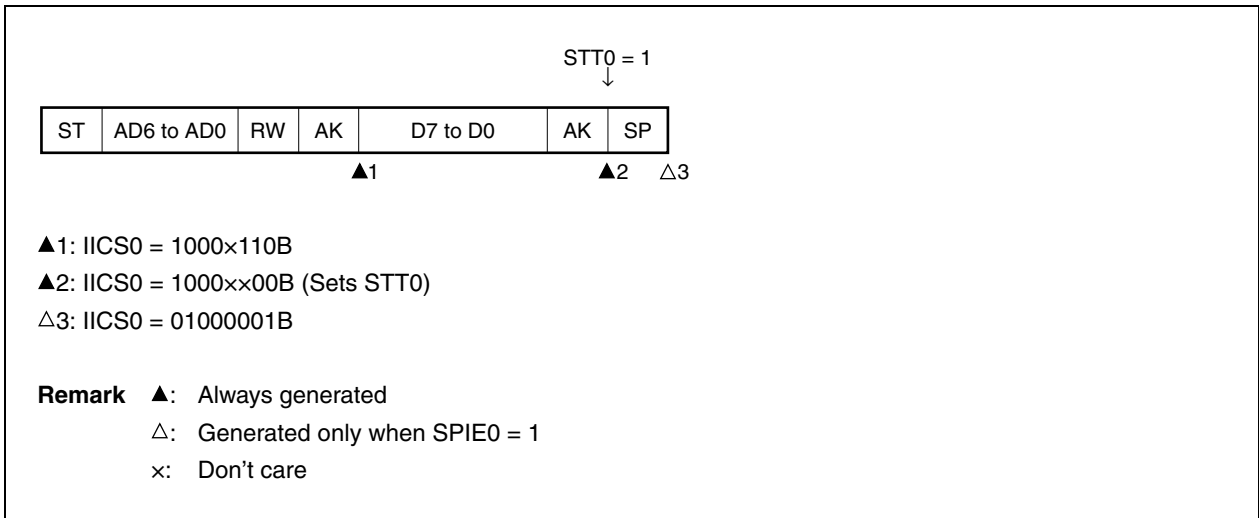 STT0 = 1
↓
ST AD6 to AD0 RW AK D7 to D0 AK SP
▲1 ▲2 △3
▲1: IICS0 = 1000×110B
▲2: IICS0 = 1000××00B (Sets STT0)
△3: IICS0 = 01000001B
Remark ▲: Always generated
△: Generated only when SPIE0 = 1
×: Don't care